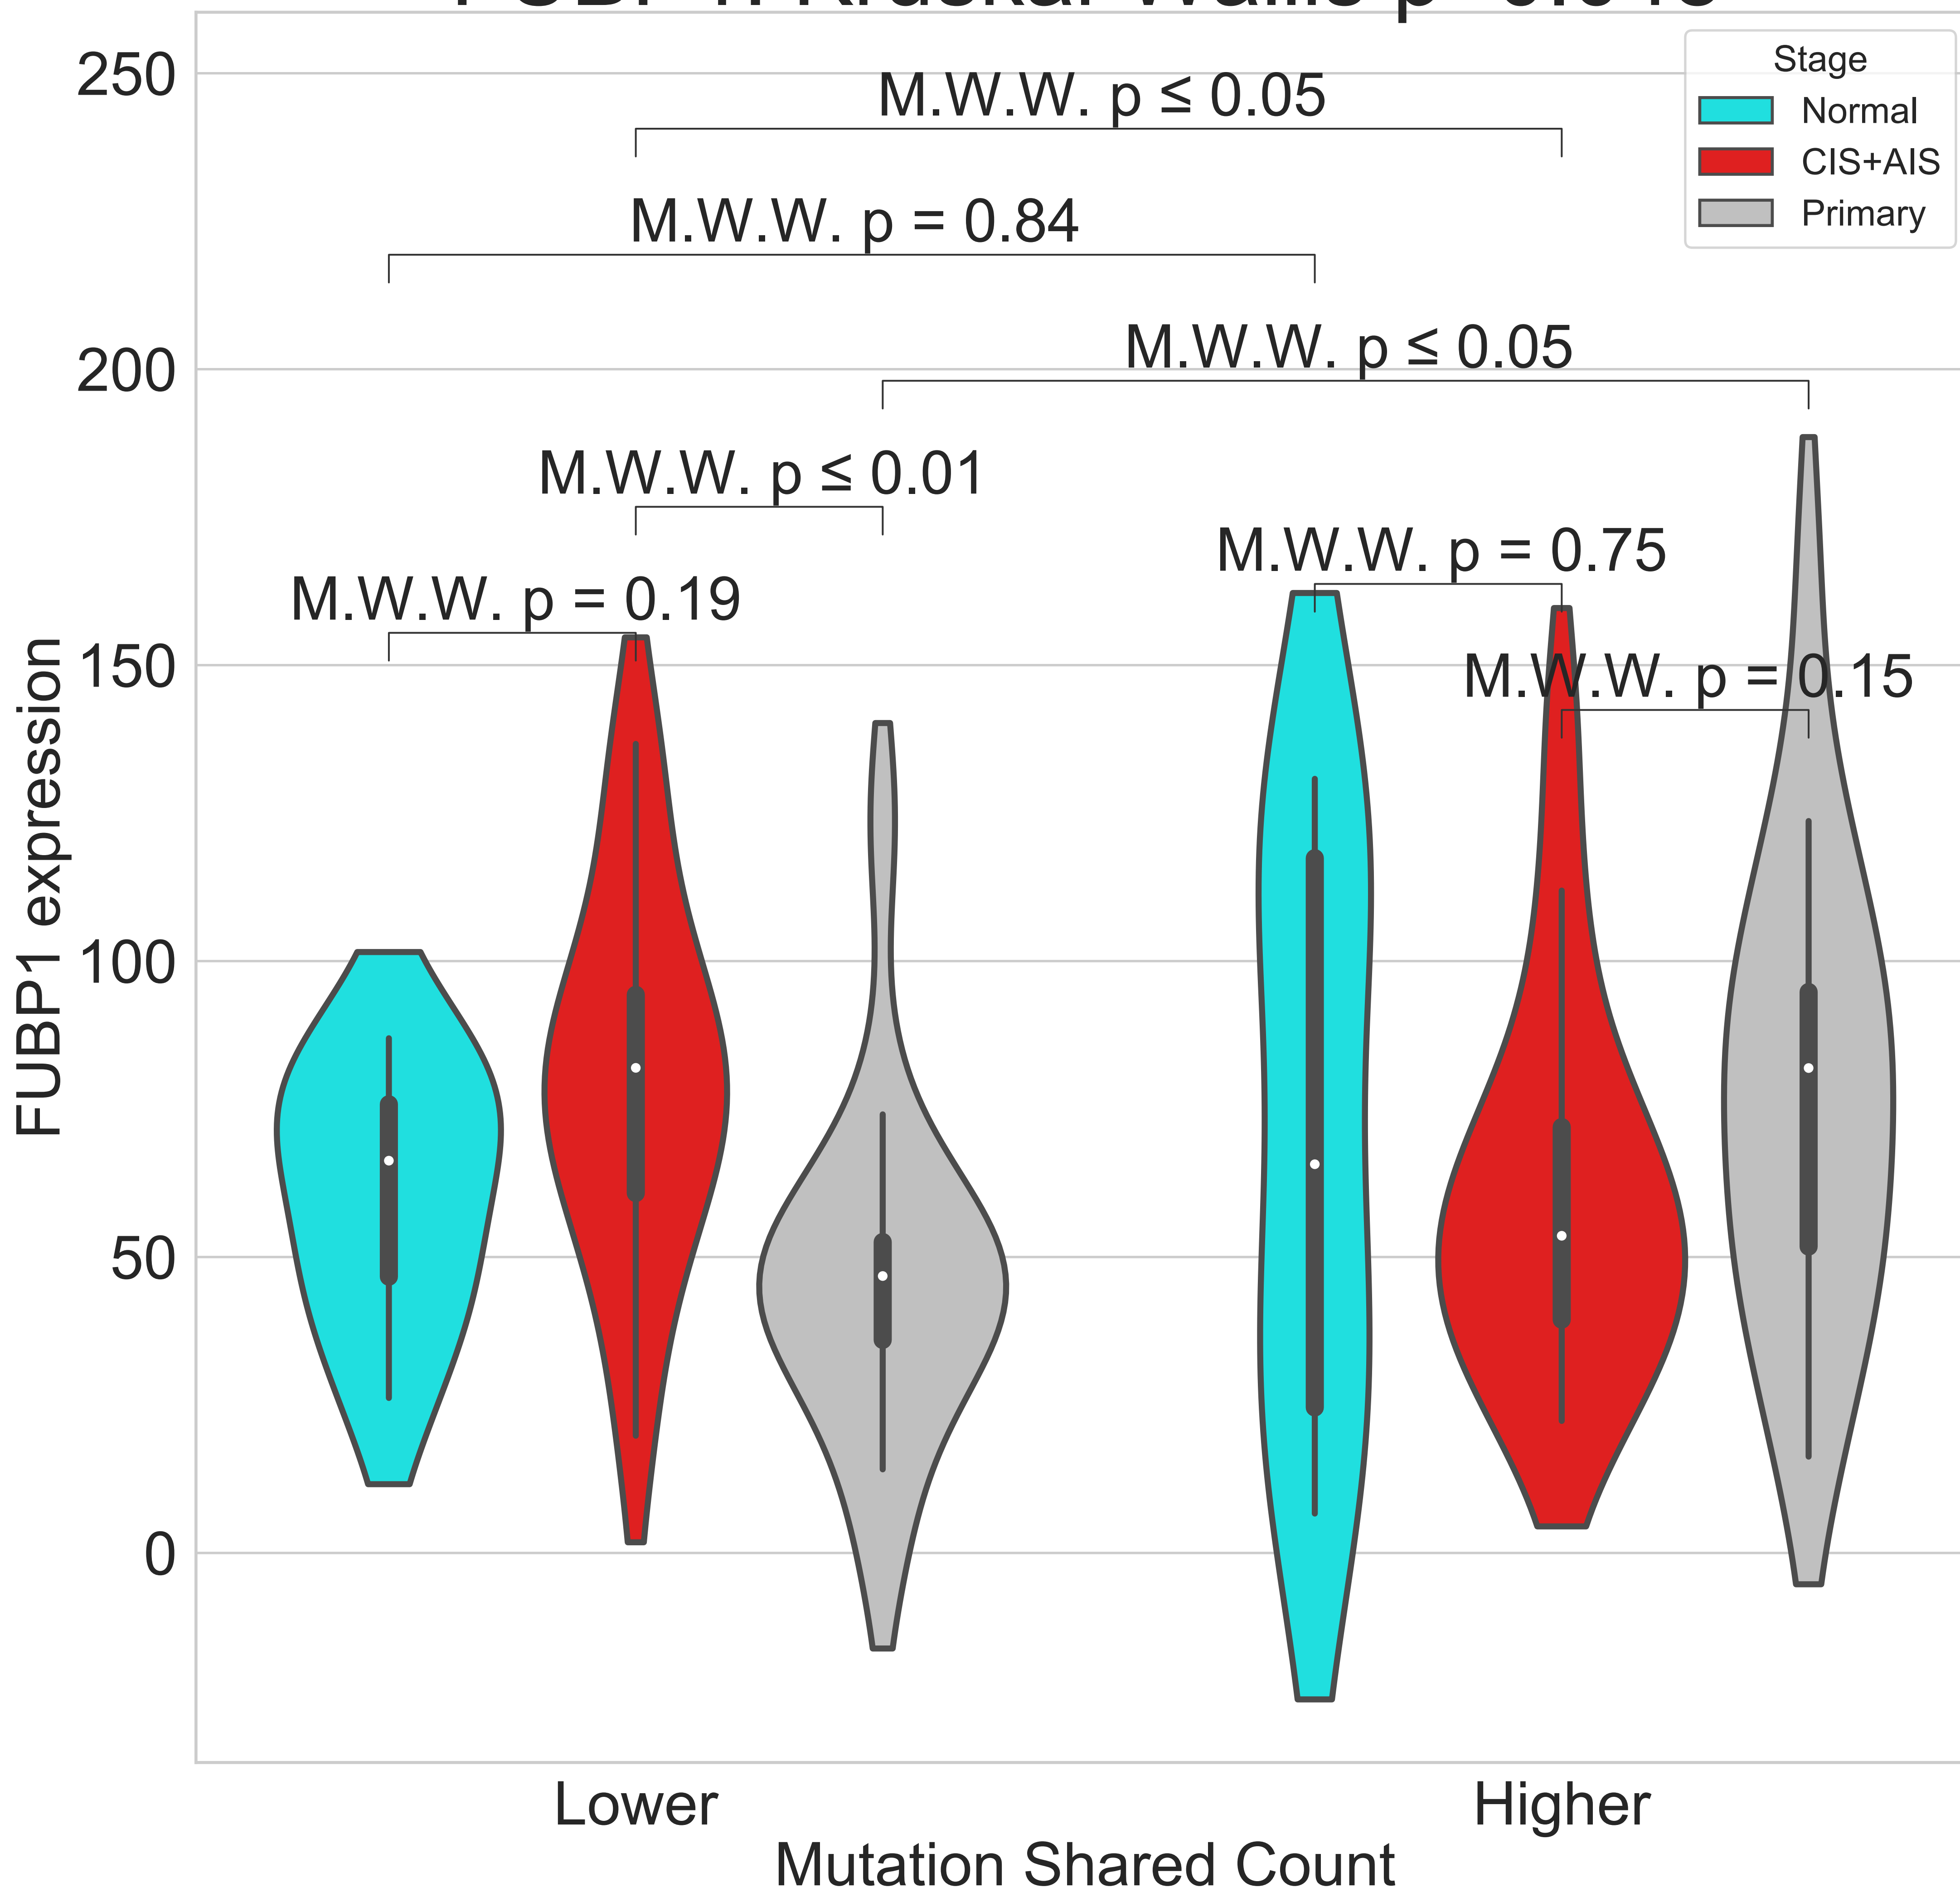 250
200
150
100
50
0
FUBP1 expression
M.W.W. p ≤ 0.05
M.W.W. p = 0.84
M.W.W. p ≤ 0.05
M.W.W. p ≤ 0.01
M.W.W. p = 0.19
M.W.W. p = 0.75
M.W.W. p = 0.15
Stage
Normal
CIS+AIS
Primary
Lower
Higher
Mutation Shared Count